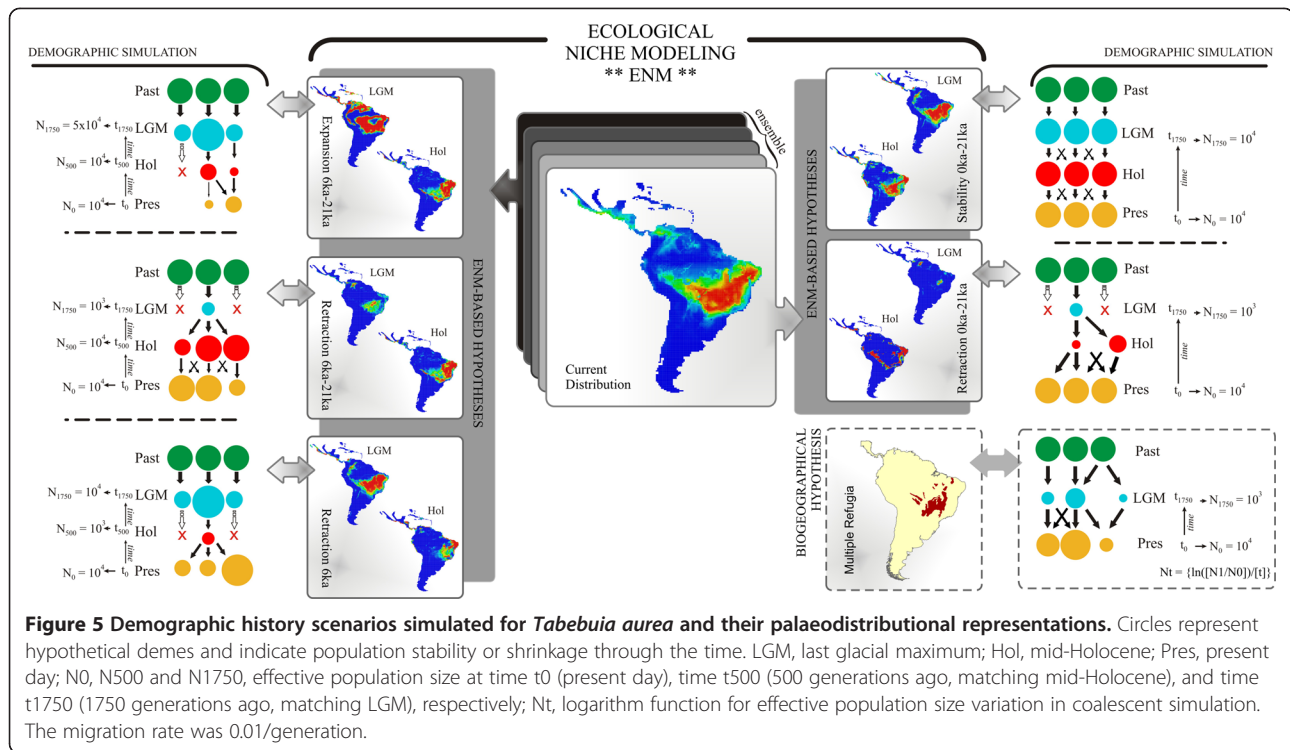 ECOLOGICAL
NICHE MODELING
** ENM **
DEMOGRAPHIC SIMULATION
Past
N1750 = 5x10⁴ t1750 LGM
time
N500 = 10⁴ t500 Hol
X
time
N0 = 10⁴ t0 Pres
Past
N1750 = 10³ t1750 LGM
X X
time
N500 = 10⁴ t500 Hol
time
N0 = 10⁴ t0 Pres
Past
N1750 = 10⁴ t1750 LGM
time
N500 = 10³ t500 Hol
X X
time
N0 = 10⁴ t0 Pres
LGM
Hol
Expansion 6ka-21ka
LGM
Hol
Retraction 6ka-21ka
LGM
Hol
Retraction 6ka
ENM-BASED HYPOTHESES
ensemble
Current
Distribution
ENM-BASED HYPOTHESES
LGM
Hol
Stability 0ka-21ka
LGM
Hol
Retraction 0ka-21ka
BIOGEOGRAPHICAL
HYPOTHESIS
Multiple Refugia
DEMOGRAPHIC SIMULATION
Past
LGM t1750 N1750 = 10⁴
Hol
time
Pres t0 N0 = 10⁴
Past
X X
LGM t1750 N1750 = 10³
Hol
time
Pres t0 N0 = 10⁴
Past
LGM t1750 N1750 = 10³
time
Pres t0 N0 = 10⁴
Nt = {ln([N1/N0])/[t]}
Figure 5 Demographic history scenarios simulated for Tabebuia aurea and their palaeodistributional representations. Circles represent
hypothetical demes and indicate population stability or shrinkage through the time. LGM, last glacial maximum; Hol, mid-Holocene; Pres, present
day; N0, N500 and N1750, effective population size at time t0 (present day), time t500 (500 generations ago, matching mid-Holocene), and time
t1750 (1750 generations ago, matching LGM), respectively; Nt, logarithm function for effective population size variation in coalescent simulation.
The migration rate was 0.01/generation.